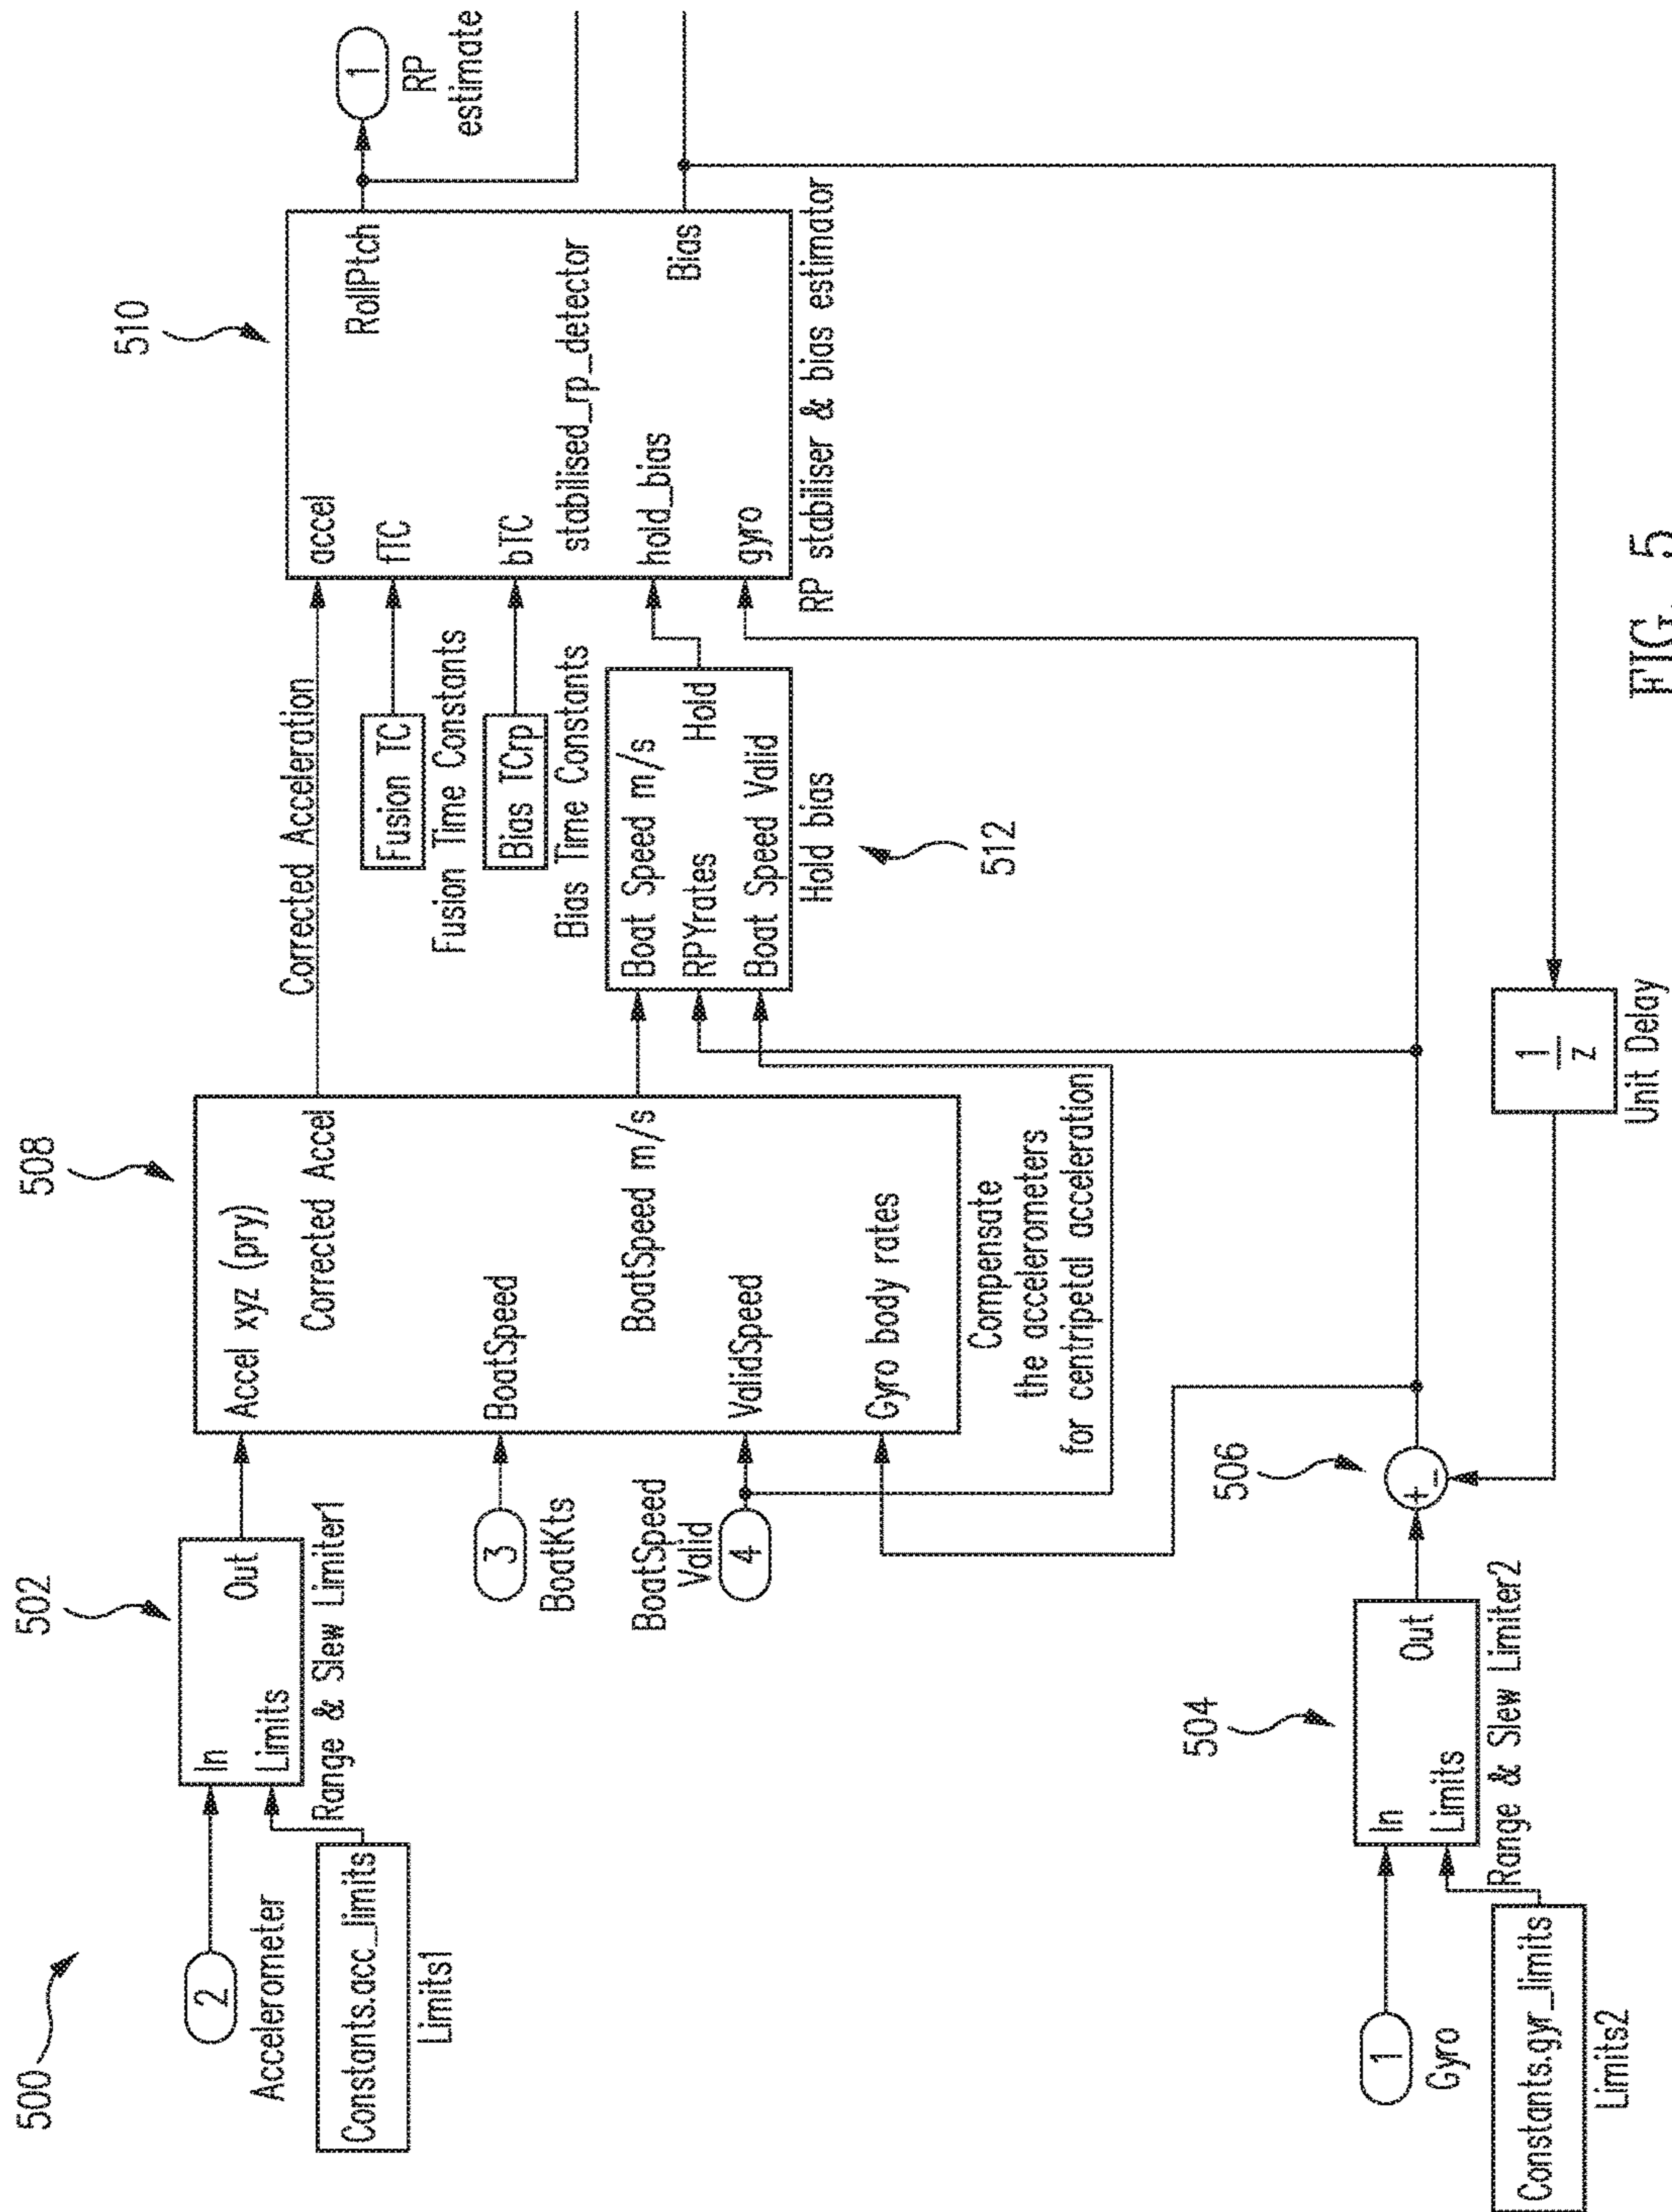 500
2
Accelerometer
Constants.acc_limits
Limits1
502
In
Limits
Out
Range & Slew Limiter1
3
BoatKts
BoatSpeed
Valid
4
508
Accel xyz (pry)
Corrected Accel
BoatSpeed
BoatSpeed m/s
ValidSpeed
Gyro body rates
Compensate
the accelerometers
for centripetal acceleration
Corrected Acceleration
Fusion TC
Fusion Time Constants
Bias TCrp
Bias Time Constants
Boat Speed m/s
RPYrates
Hold
Boat Speed Valid
Hold bias
512
510
accel
RollPtch
fTC
bTC
stabilised_rp_detector
hold_bias
Bias
gyro
RP stabiliser & bias estimator
1
RP
estimate
1
Gyro
Constants.gyr_limits
Limits2
504
In
Limits
Out
Range & Slew Limiter2
506
+
-
1
z
Unit Delay
FIG. 5